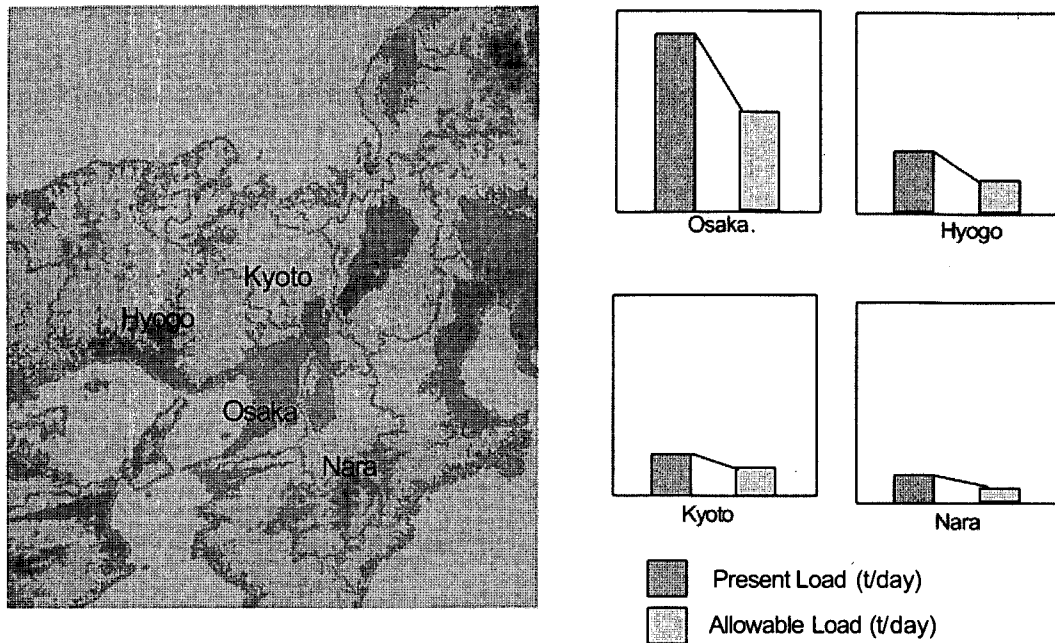 Kyoto
Hyogo
Osaka
Nara
Osaka.
Hyogo
Kyoto
Nara
Present Load (t/day)
Allowable Load (t/day)